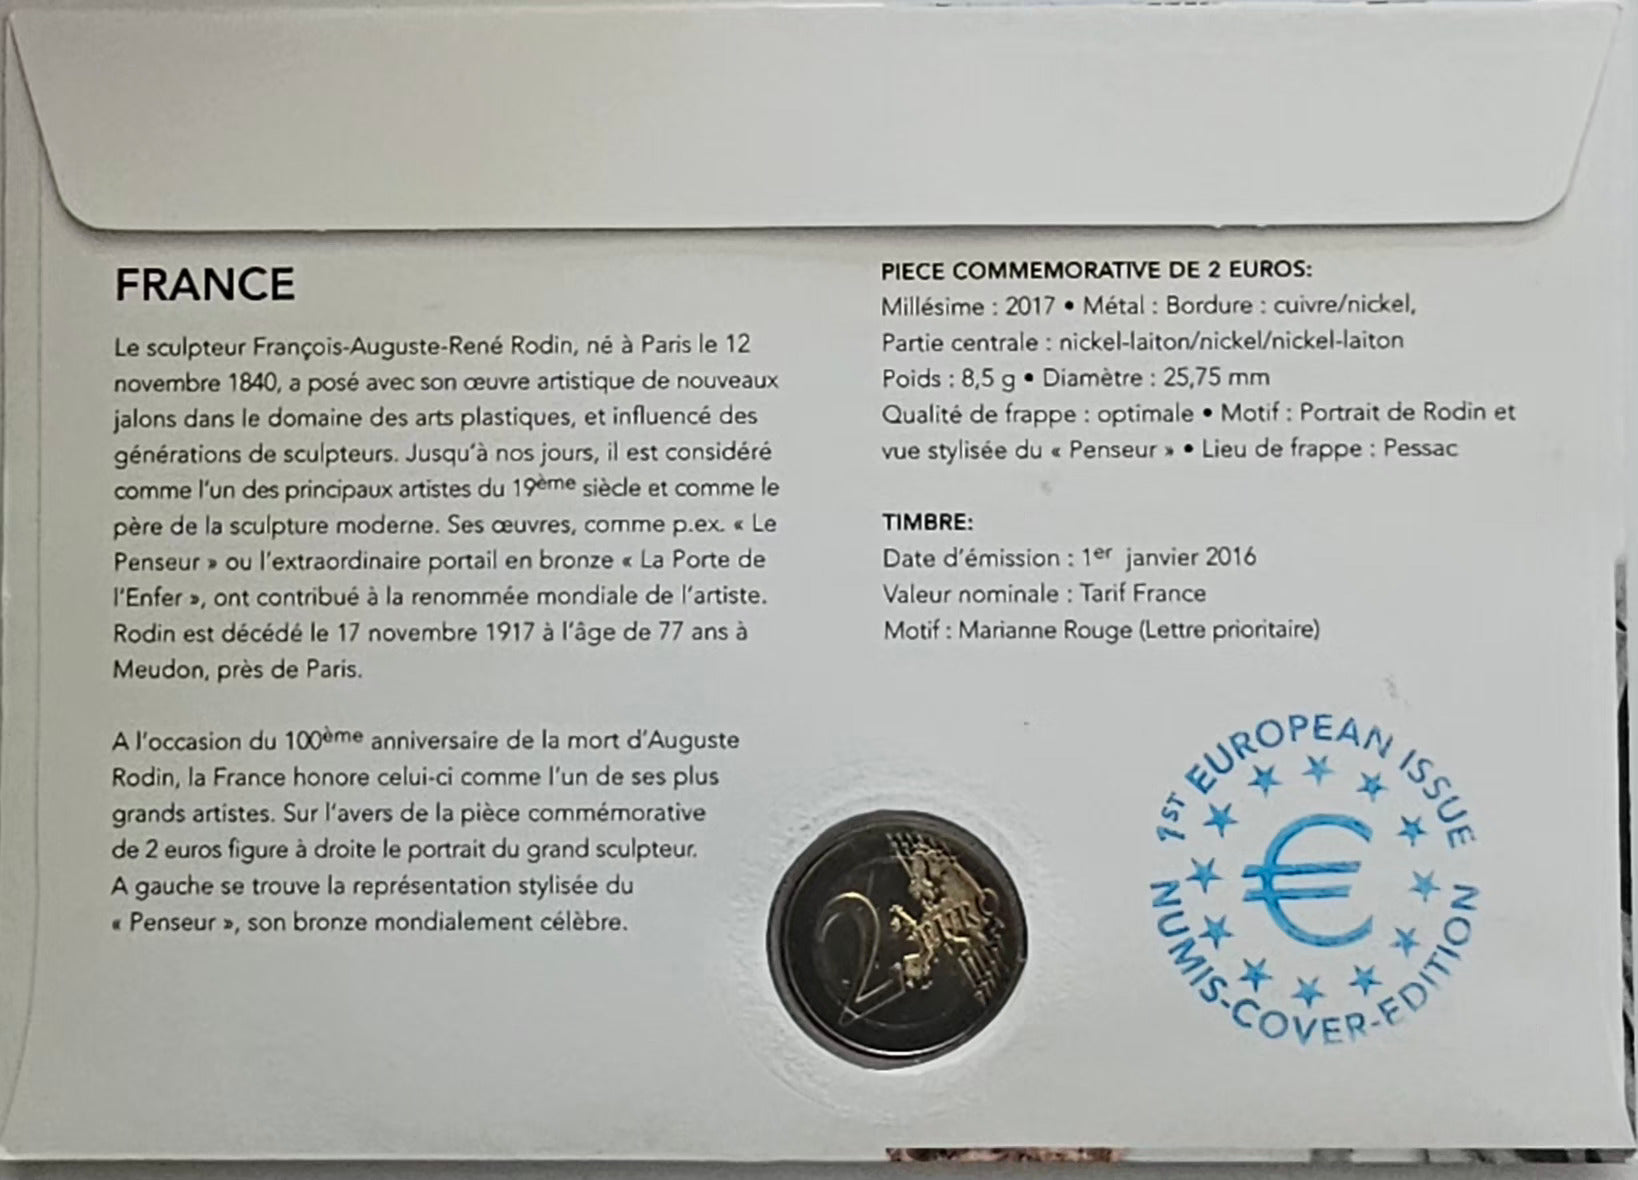 FRANCE
Le sculpteur François-Auguste-René Rodin, né à Paris le 12
novembre 1840, a posé avec son œuvre artistique de nouveaux
jalons dans le domaine des arts plastiques, et influencé des
générations de sculpteurs. Jusqu'à nos jours, il est considéré
comme l'un des principaux artistes du 19ème siècle et comme le
père de la sculpture moderne. Ses œuvres, comme p.ex. « Le
Penseur » ou l'extraordinaire portail en bronze « La Porte de
l'Enfer », ont contribué à la renommée mondiale de l'artiste.
Rodin est décédé le 17 novembre 1917 à l'âge de 77 ans à
Meudon, près de Paris.
A l'occasion du 100ème anniversaire de la mort d'Auguste
Rodin, la France honore celui-ci comme l'un de ses plus
grands artistes. Sur l'avers de la pièce commémorative
de 2 euros figure à droite le portrait du grand sculpteur.
A gauche se trouve la représentation stylisée du
« Penseur », son bronze mondialement célèbre.
PIECE COMMEMORATIVE DE 2 EUROS:
Millésime : 2017 • Métal : Bordure : cuivre/nickel,
Partie centrale : nickel-laiton/nickel/nickel-laiton
Poids : 8,5 g • Diamètre : 25,75 mm
Qualité de frappe : optimale • Motif : Portrait de Rodin et
vue stylisée du « Penseur » • Lieu de frappe : Pessac
TIMBRE:
Date d'émission : 1er janvier 2016
Valeur nominale : Tarif France
Motif : Marianne Rouge (Lettre prioritaire)
2 EURO
1ST EUROPEAN ISSUE
€
NUMIS-COVER-EDITION